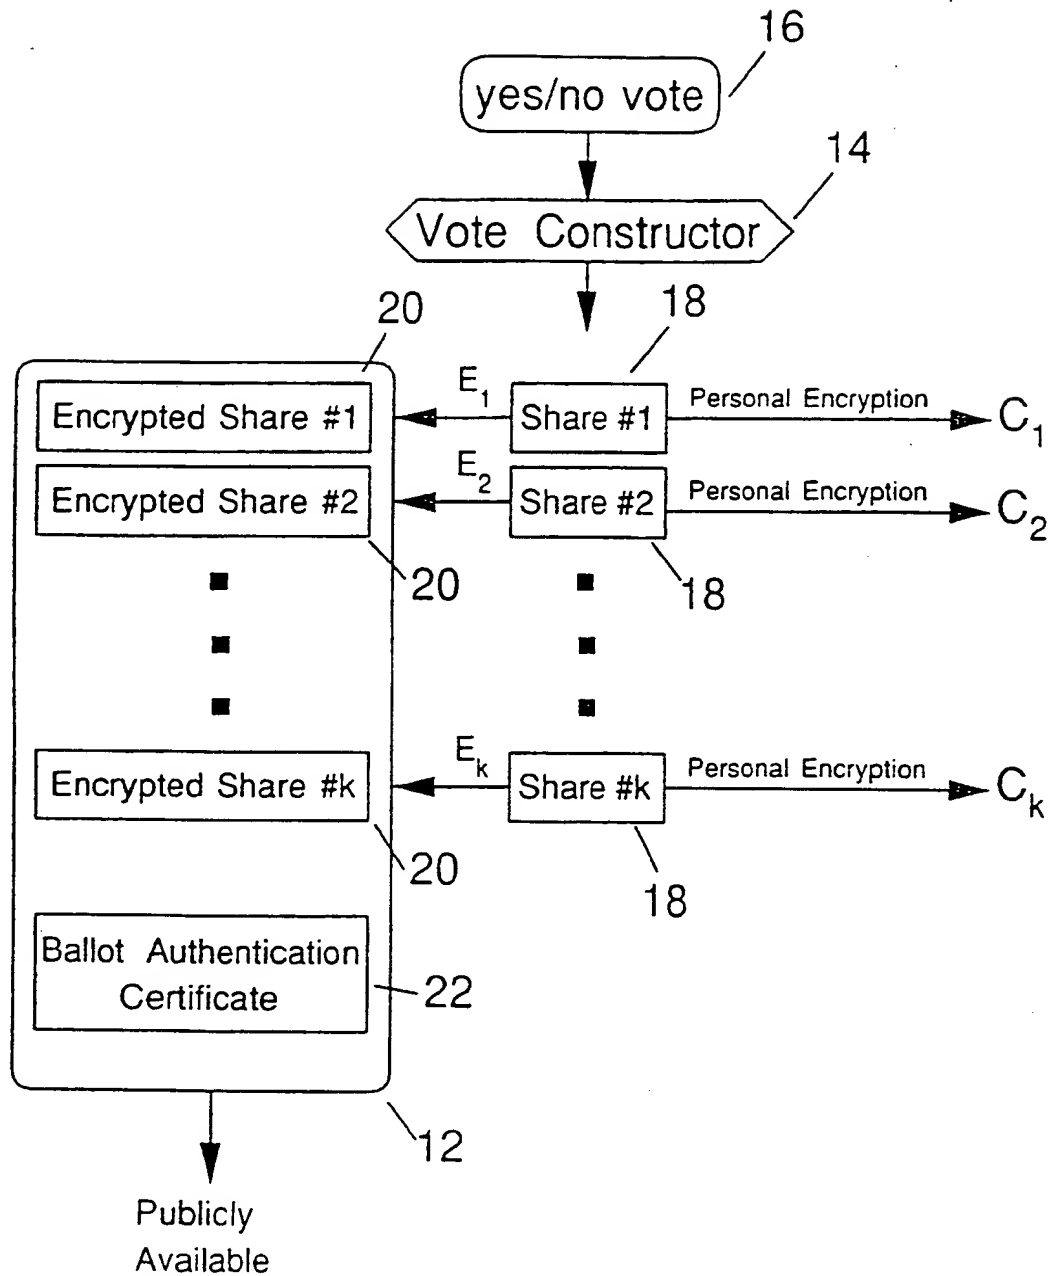 16
yes/no vote
14
Vote Constructor
20
18
Encrypted Share #1
E1
Share #1
Personal Encryption
C1
Encrypted Share #2
E2
Share #2
Personal Encryption
C2
20
18
Encrypted Share #k
Ek
Share #k
Personal Encryption
Ck
20
18
Ballot Authentication
Certificate
22
12
Publicly
Available